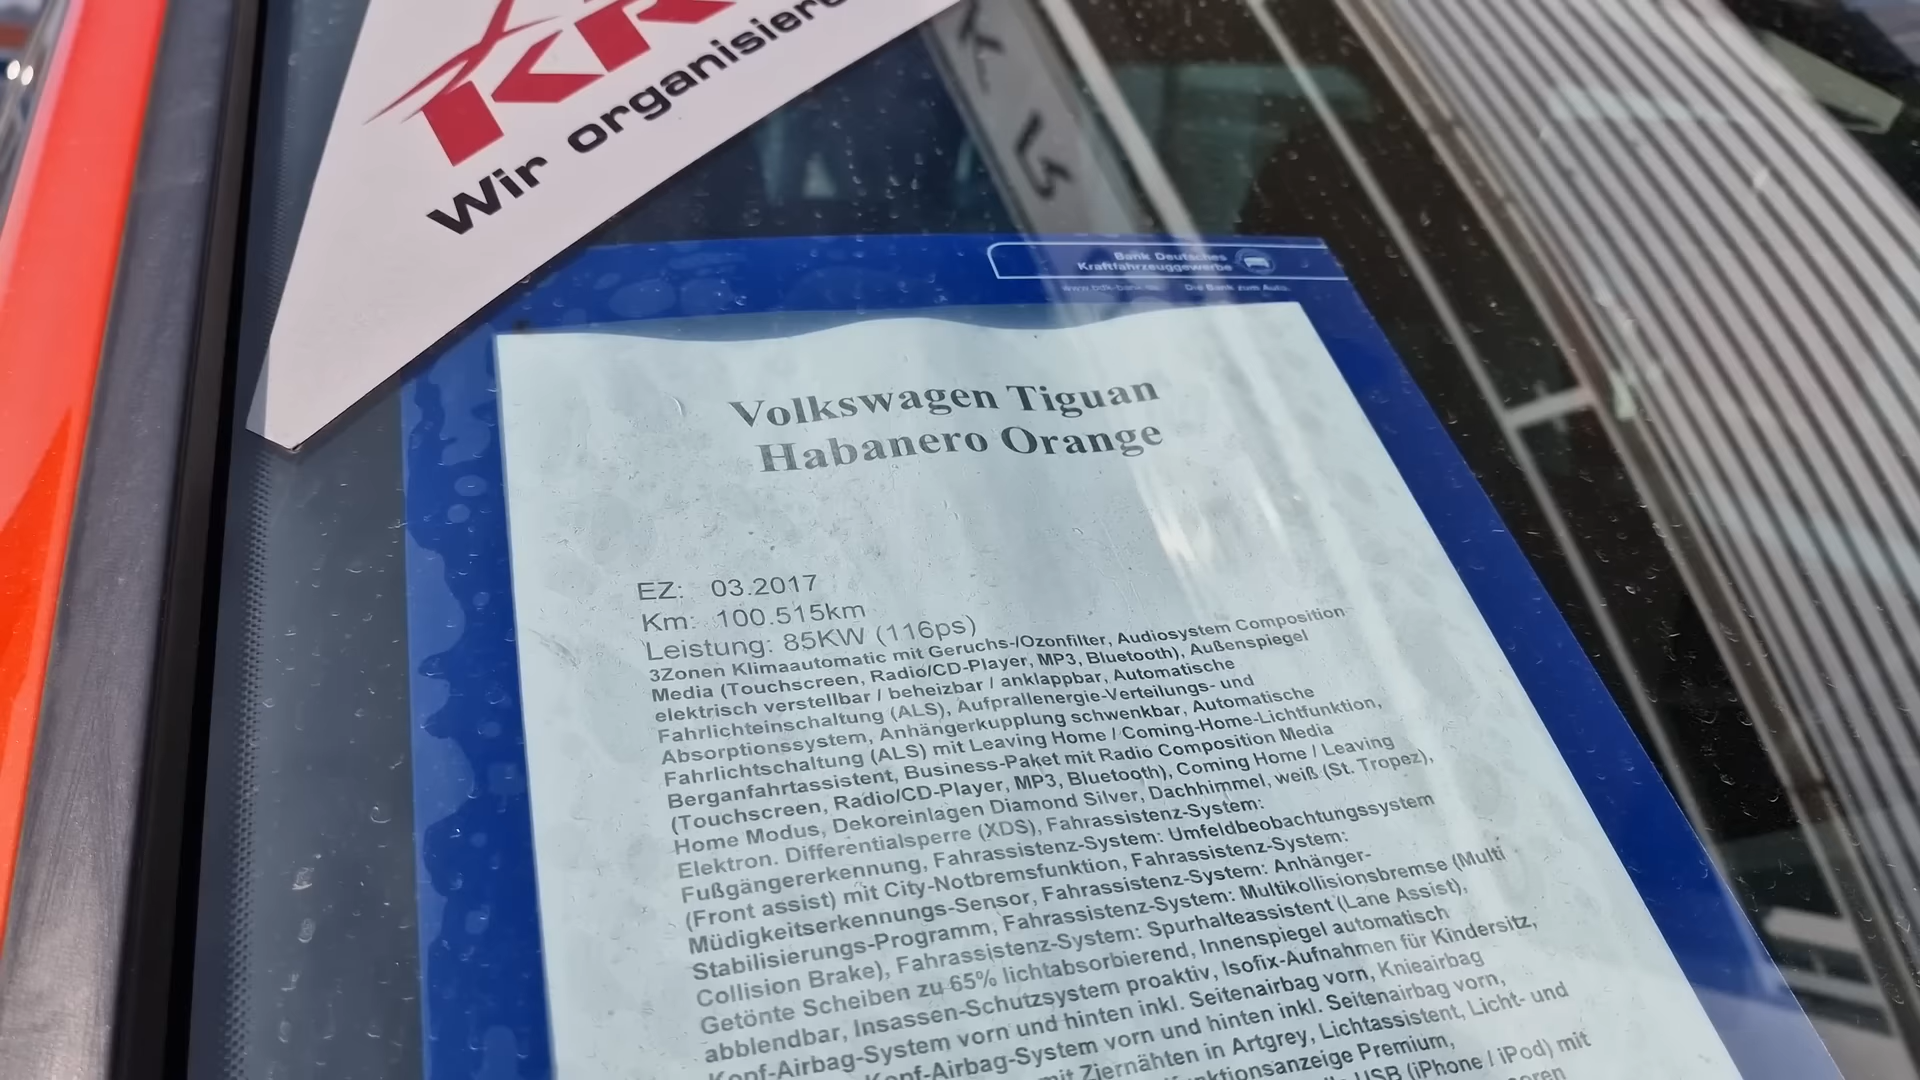 Wir organisiere
Bank Deutsches
Kraftfahrzeuggewerbe
Die Bank zum Auto.
Volkswagen Tiguan
Habanero Orange
EZ: 03.2017
Km: 100.515km
Leistung: 85KW (116ps)
3Zonen Klimaautomatic mit Geruchs-/Ozonfilter, Audiosystem Composition
Media (Touchscreen, Radio/CD-Player, MP3, Bluetooth), Außenspiegel
elektrisch verstellbar / beheizbar / anklappbar, Automatische
Fahrlichteinschaltung (ALS), Aufprallenergie-Verteilungs- und
Absorptionssystem, Anhängerkupplung schwenkbar, Automatische
Fahrlichtschaltung (ALS) mit Leaving Home / Coming-Home-Lichtfunktion,
Berganfahrtassistent, Business-Paket mit Radio Composition Media
(Touchscreen, Radio/CD-Player, MP3, Bluetooth), Coming Home / Leaving
Home Modus, Dekoreinlagen Diamond Silver, Dachhimmel, weiß (St. Tropez),
Elektron. Differentialsperre (XDS), Fahrassistenz-System:
Fußgängererkennung, Fahrassistenz-System: Umfeldbeobachtungssystem
(Front assist) mit City-Notbremsfunktion, Fahrassistenz-System:
Müdigkeitserkennungs-Sensor, Fahrassistenz-System: Anhänger-
Stabilisierungs-Programm, Fahrassistenz-System: Multikollisionsbremse (Multi
Collision Brake), Fahrassistenz-System: Spurhalteassistent (Lane Assist),
Getönte Scheiben zu 65% lichtabsorbierend, Innenspiegel automatisch
abblendbar, Insassen-Schutzsystem proaktiv, Isofix-Aufnahmen für Kindersitz,
Kopf-Airbag-System vorn und hinten inkl. Seitenairbag vorn, Knieairbag
Kopf-Airbag-System vorn und hinten inkl. Seitenairbag vorn,
mit Ziernähten in Artgrey, Lichtassistent, Licht- und
ktionsanzeige Premium,
USB (iPhone / iPod) mit